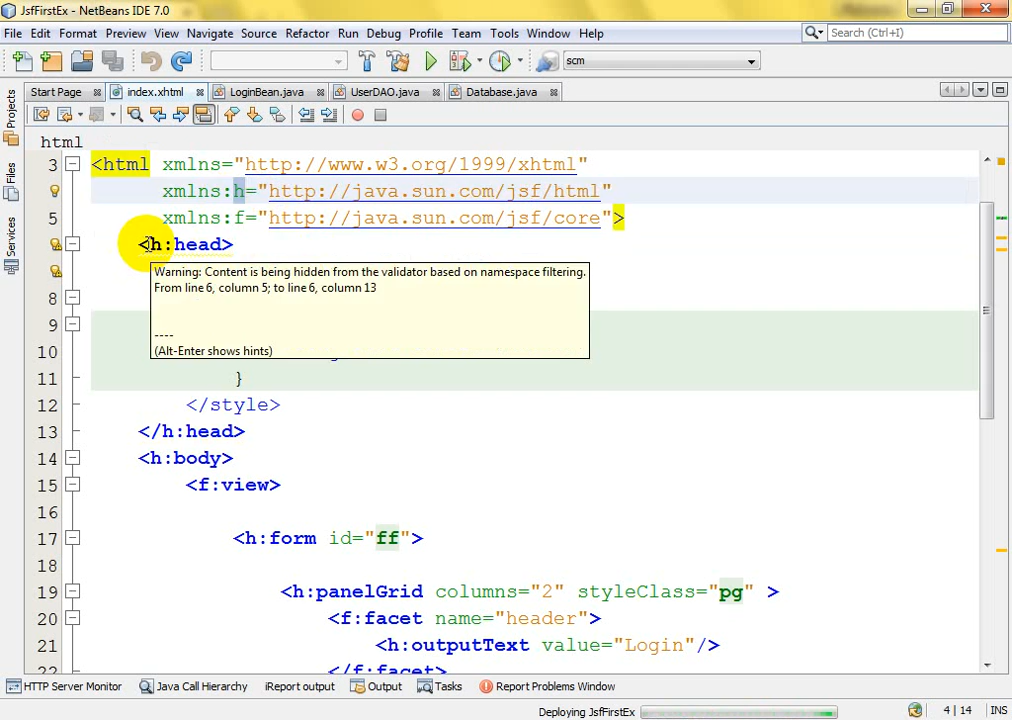 JsfFirstEx - NetBeans IDE 7.0
File Edit Format Preview View Navigate Source Refactor Run Debug Profile Team Tools Window Help
Search (Ctrl+I)
scm
Start Page index.xhtml LoginBean.java UserDAO.java Database.java
Projects
Files
Services
html
3 <html xmlns="http://www.w3.org/1999/xhtml"
xmlns:h="http://java.sun.com/jsf/html"
5 xmlns:f="http://java.sun.com/jsf/core">
<h:head>
Warning: Content is being hidden from the validator based on namespace filtering.
From line 6, column 5; to line 6, column 13
----
(Alt-Enter shows hints)
8
9
10
11 }
12 </style>
13 </h:head>
14 <h:body>
15 <f:view>
16
17 <h:form id="ff">
18
19 <h:panelGrid columns="2" styleClass="pg" >
20 <f:facet name="header">
21 <h:outputText value="Login"/>
22 </f:facet>
HTTP Server Monitor Java Call Hierarchy iReport output Output Tasks Report Problems Window
Deploying JsfFirstEx 4 | 14 INS